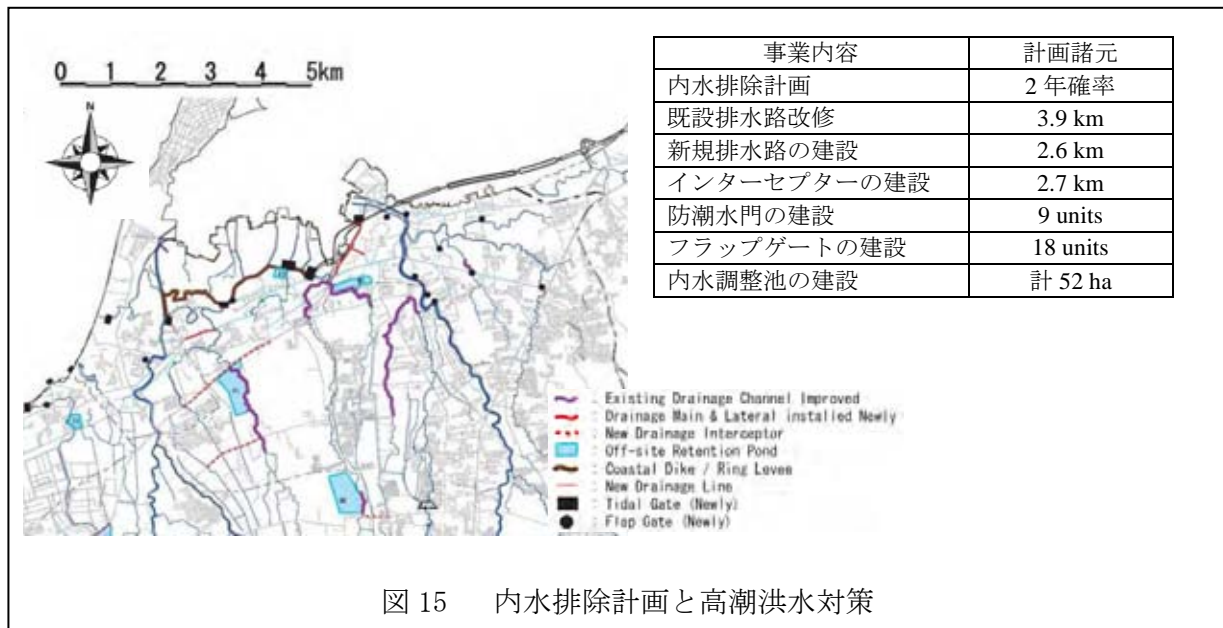 0 1 2 3 4 5km
N
事業内容 計画諸元
内水排除計画 2 年確率
既設排水路改修 3.9 km
新規排水路の建設 2.6 km
インターセプターの建設 2.7 km
防潮水門の建設 9 units
フラップゲートの建設 18 units
内水調整池の建設 計 52 ha
: Existing Drainage Channel Improved
: Drainage Main & Lateral installed Newly
: New Drainage Interceptor
: Off-site Retention Pond
: Coastal Dike / Ring Levee
: New Drainage Line
: Tidal Gate (Newly)
: Flap Gate (Newly)
図 15 内水排除計画と高潮洪水対策